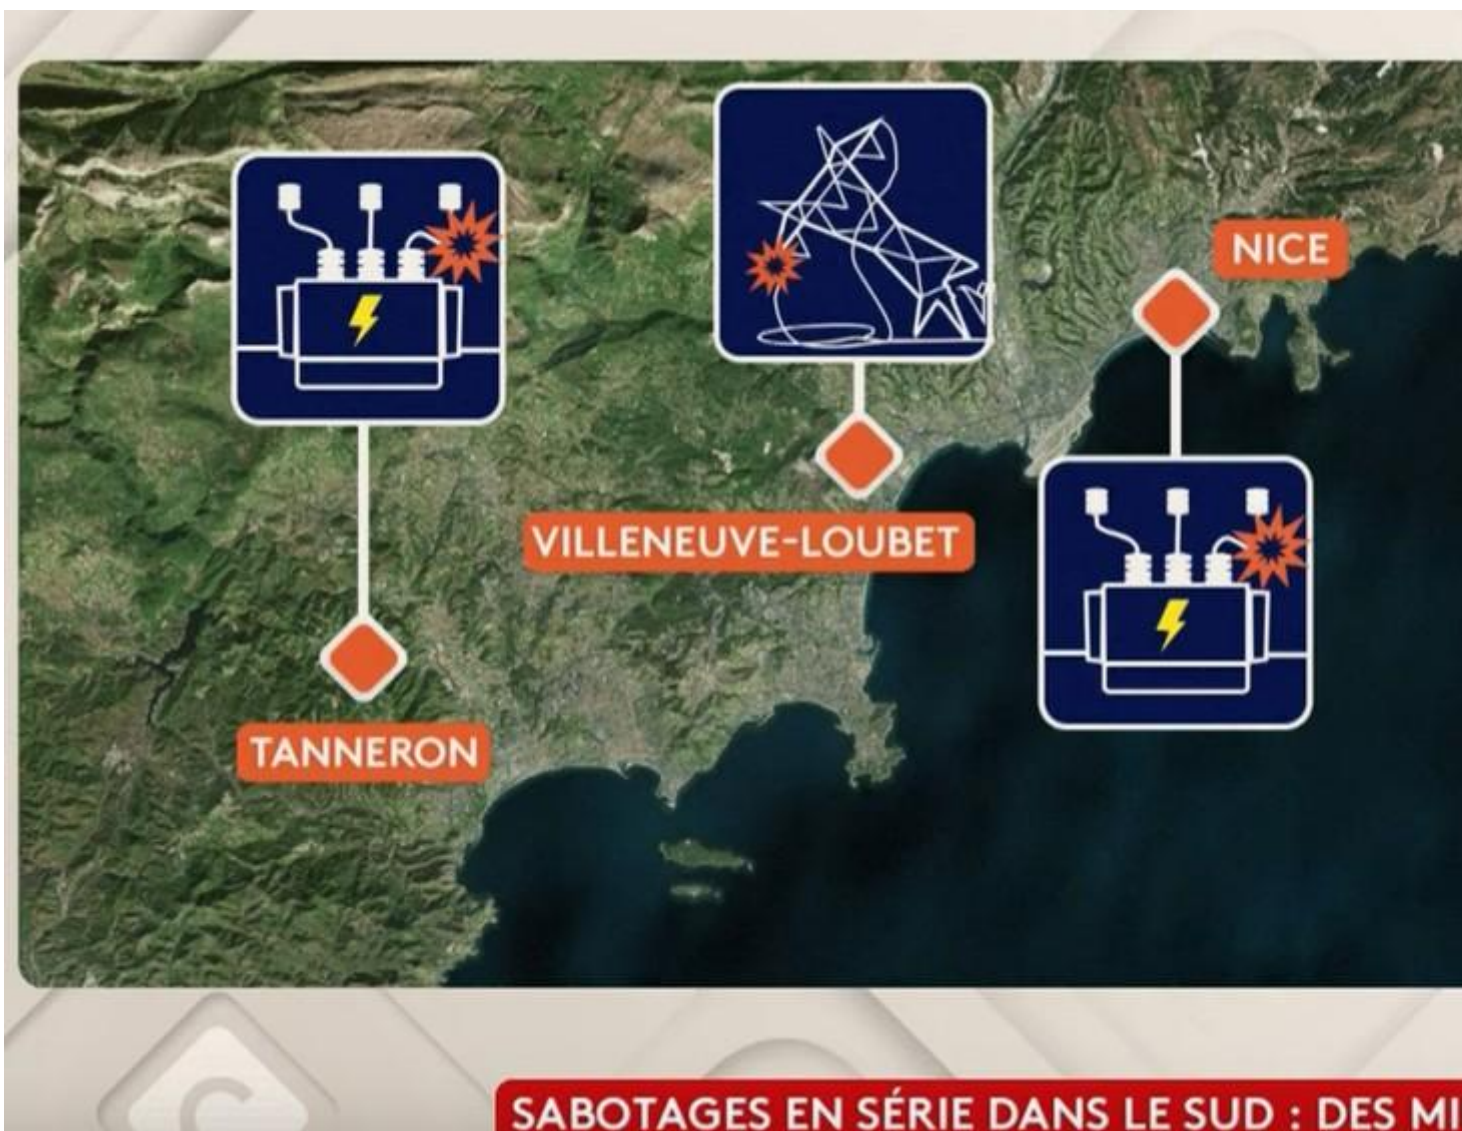 NICE
VILLENEUVE-LOUBET
TANNERON
C
SABOTAGES EN SÉRIE DANS LE SUD : DES MI